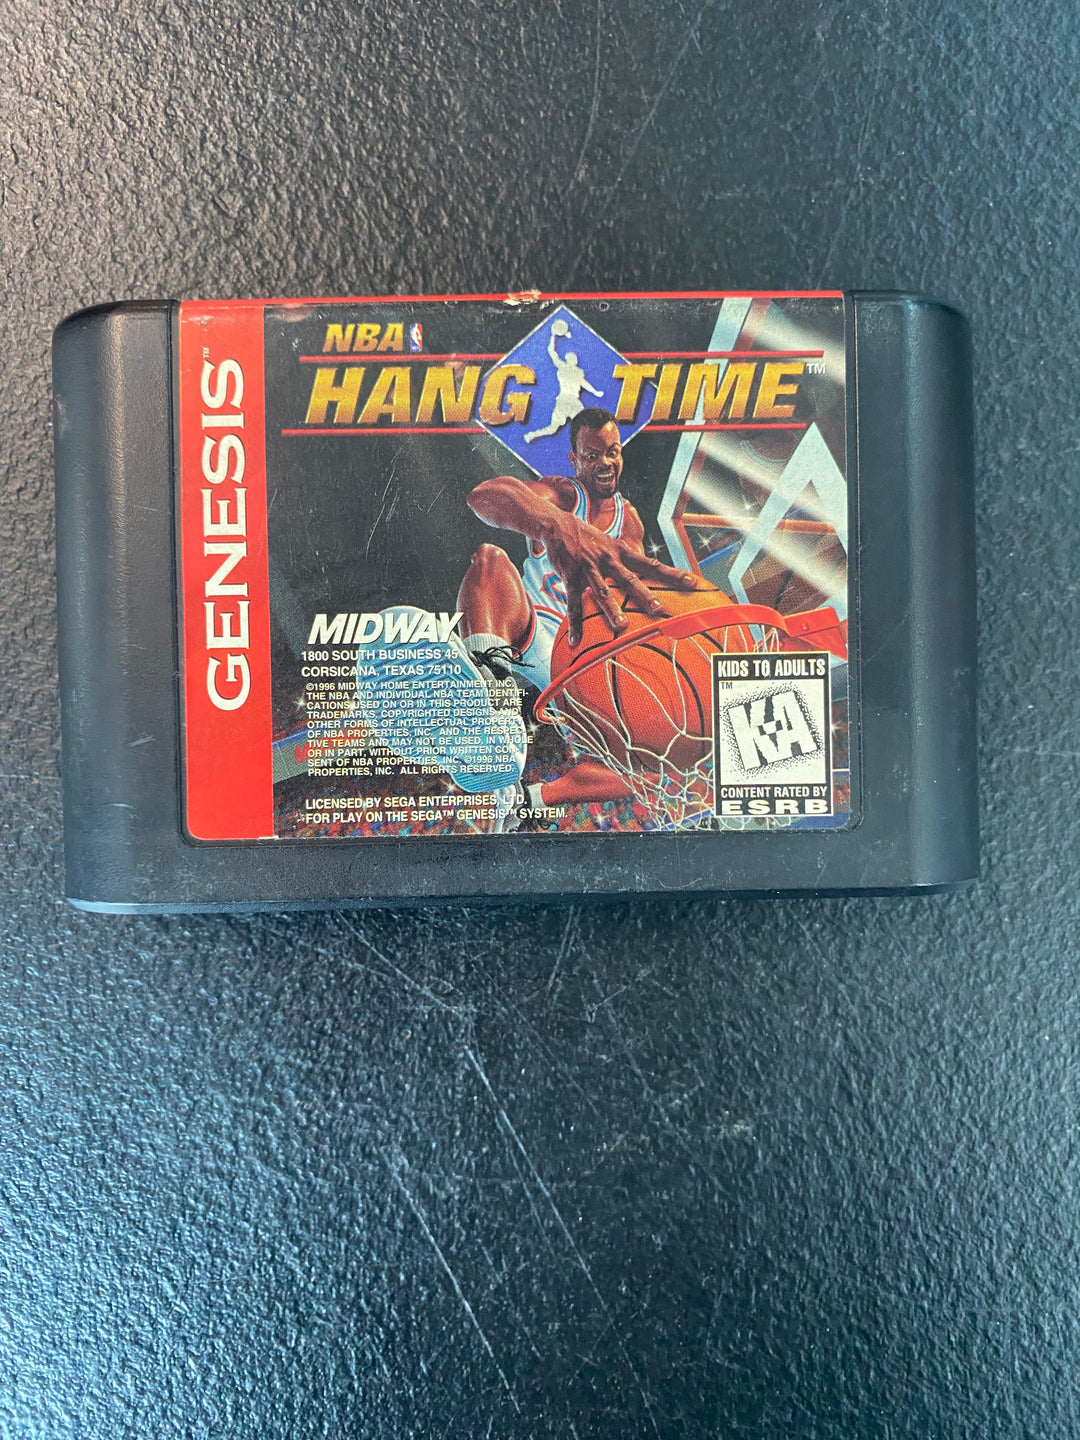 GENESIS™
NBA
HANG TIME™
MIDWAY
1800 SOUTH BUSINESS 45
CORSICANA, TEXAS 75110
©1996 MIDWAY HOME ENTERTAINMENT INC.
THE NBA AND INDIVIDUAL NBA TEAM IDENTIFI-
CATIONS USED ON OR IN THIS PRODUCT ARE
TRADEMARKS, COPYRIGHTED DESIGNS AND
OTHER FORMS OF INTELLECTUAL PROPERTY
OF NBA PROPERTIES, INC. AND THE RESPEC-
TIVE TEAMS AND MAY NOT BE USED, IN WHOLE
OR IN PART, WITHOUT PRIOR WRITTEN CON-
SENT OF NBA PROPERTIES, INC. ©1996 NBA
PROPERTIES, INC. ALL RIGHTS RESERVED.
LICENSED BY SEGA ENTERPRISES, LTD.
FOR PLAY ON THE SEGA™ GENESIS™ SYSTEM.
KIDS TO ADULTS
TM
K-A
CONTENT RATED BY
ESRB